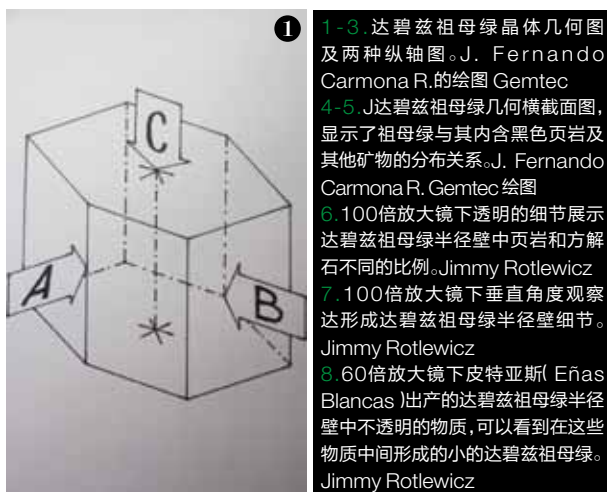 1
C
A
B
1-3.达碧兹祖母绿晶体几何图
及两种纵轴图。J. Fernando
Carmona R.的绘图 Gemtec
4-5.J达碧兹祖母绿几何横截面图,
显示了祖母绿与其内含黑色页岩及
其他矿物的分布关系。J. Fernando
Carmona R. Gemtec 绘图
6.100倍放大镜下透明的细节展示
达碧兹祖母绿半径壁中页岩和方解
石不同的比例。Jimmy Rotlewicz
7.100倍放大镜下垂直角度观察
达形成达碧兹祖母绿半径壁细节。
Jimmy Rotlewicz
8.60倍放大镜下皮特亚斯( Eñas
Blancas )出产的达碧兹祖母绿半径
壁中不透明的物质,可以看到在这些
物质中间形成的小的达碧兹祖母绿。
Jimmy Rotlewicz